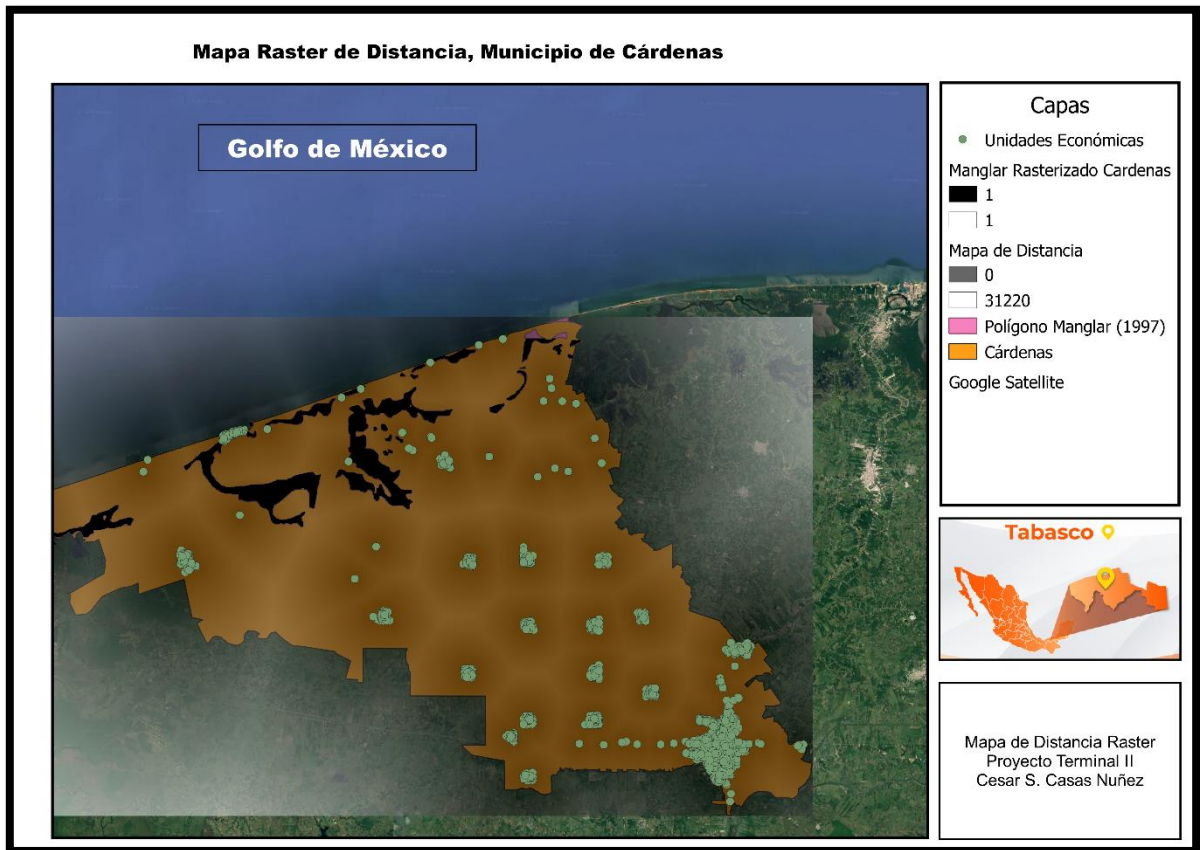 Mapa Raster de Distancia, Municipio de Cárdenas
Golfo de México
Capas
Unidades Económicas
Manglar Rasterizado Cardenas
1
1
Mapa de Distancia
0
31220
Polígono Manglar (1997)
Cárdenas
Google Satellite
Tabasco
Mapa de Distancia Raster
Proyecto Terminal II
Cesar S. Casas Nuñez